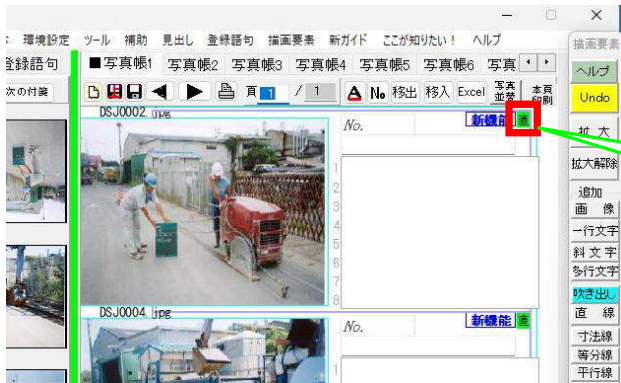 環境設定 ツール 補助 見出し 登録語句 描画要素 新ガイド ここが知りたい! ヘルプ
登録語句 ■写真帳1 写真帳2 写真帳3 写真帳4 写真帳5 写真帳6 写真
次の付箋 頁 1 / 1 A No 移出 移入 Excel 写真並替 本頁印刷
DSJ0002.jpg
No. 新機能 直
1
2
3
4
5
6
7
8
DSJ0004.jpg
No. 新機能 直
1
描画要素
ヘルプ
Undo
拡大
拡大解除
追加
画像
一行文字
斜文字
多行文字
吹き出し
直線
寸法線
等分線
平行線